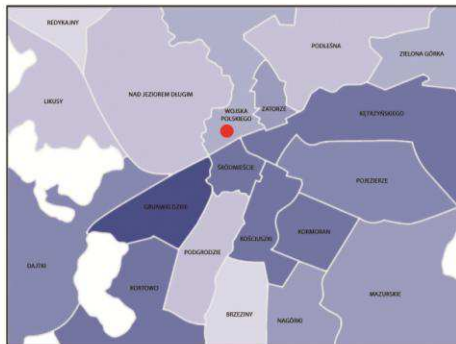 REDYKAJNY
PODLEŚNA
ZIELONA GÓRKA
LIKUSY
NAD JEZIOREM DŁUGIM
WOJSKA
POLSKIEGO
ZATORZE
KĘTRZYŃSKIEGO
ŚRÓDMIEŚCIE
POJEZIERZE
GRUNWALDZKIE
PODGRODZIE
KOŚCIUSZKI
KORMORAN
DAJTKI
KORTOWO
BRZEZINY
NAGÓRKI
MAZURSKIE